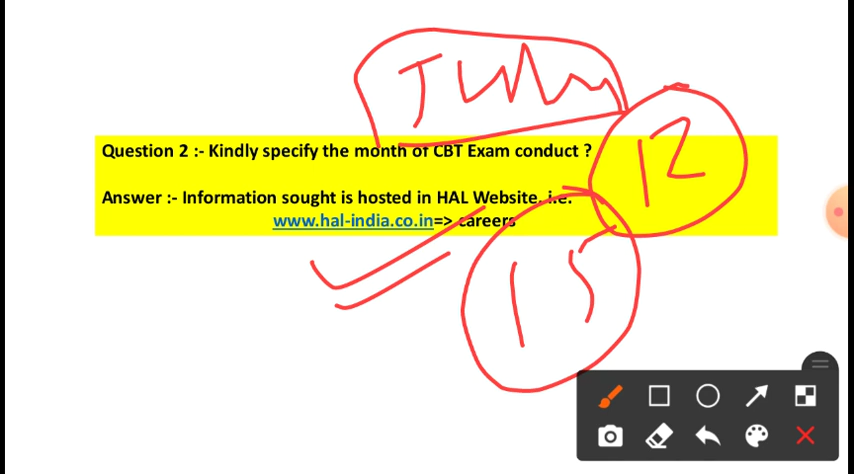 Question 2 :- Kindly specify the month of CBT Exam conduct ?
12
Answer :- Information sought is hosted in HAL Website. i.e.
www.hal-india.co.in=> careers
15